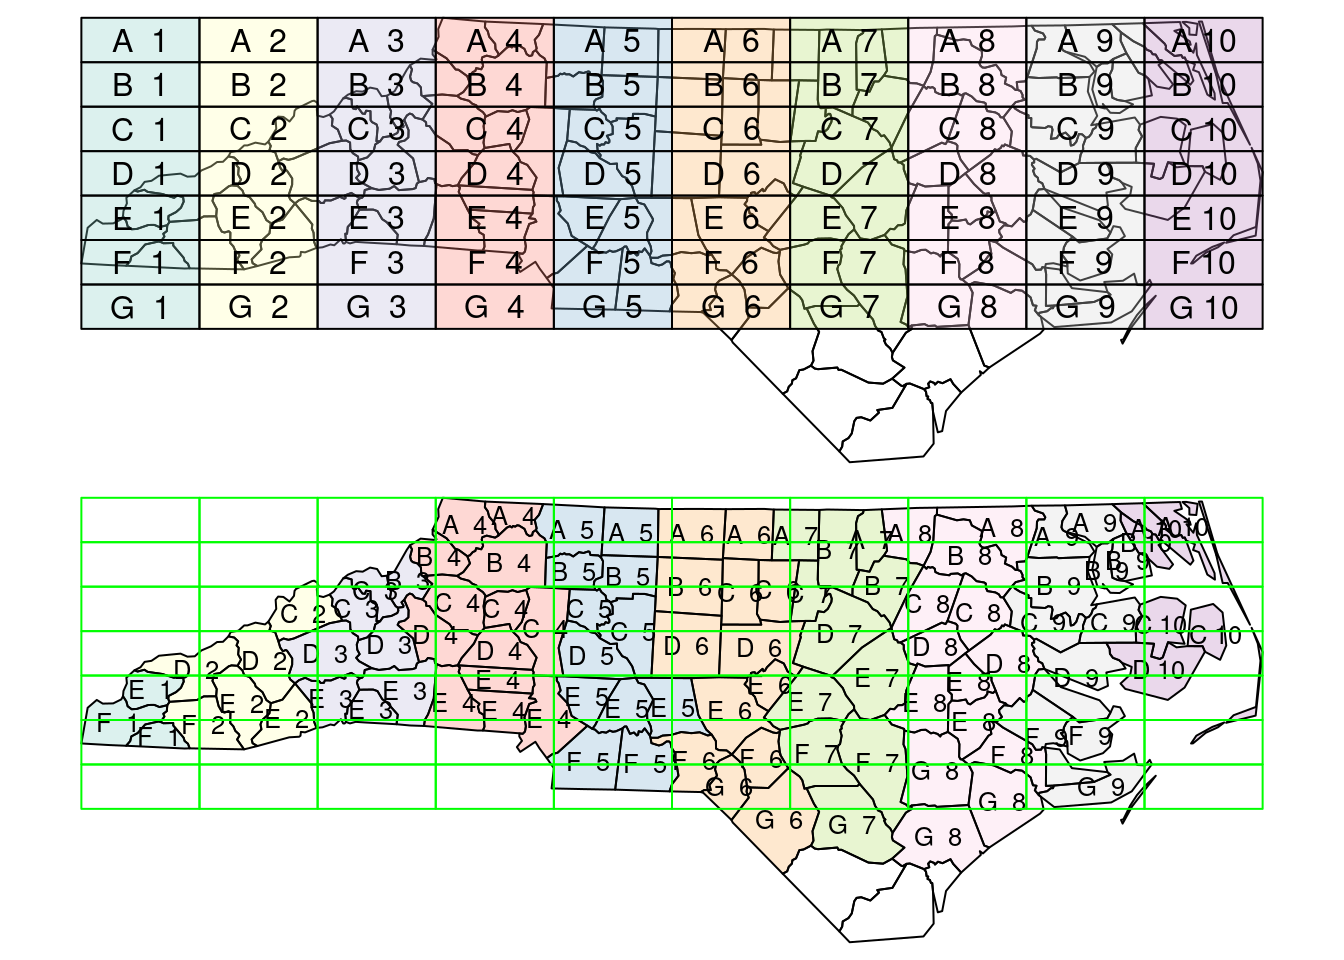 A 1 A 2 A 3 A 4 A 5 A 6 A 7 A 8 A 9 A 10
B 1 B 2 B 3 B 4 B 5 B 6 B 7 B 8 B 9 B 10
C 1 C 2 C 3 C 4 C 5 C 6 C 7 C 8 C 9 C 10
D 1 D 2 D 3 D 4 D 5 D 6 D 7 D 8 D 9 D 10
E 1 E 2 E 3 E 4 E 5 E 6 E 7 E 8 E 9 E 10
F 1 F 2 F 3 F 4 F 5 F 6 F 7 F 8 F 9 F 10
G 1 G 2 G 3 G 4 G 5 G 6 G 7 G 8 G 9 G 10
A 4 A 4 A 5 A 5 A 6 A 6 A 7 A 7 A 8 A 8 A 9 A 9
B 4 B 4 B 5 B 5 B 6 B 7 B 7 B 8 B 9 B 9
B 3 C 2 C 3 C 3 C 4 C 4 C 4 C 5 C 5 C 6 C 6 C 7 C 8 C 8 C 9 C 9 C 10 C 10
D 2 D 2 D 3 D 3 D 4 D 4 D 5 D 6 D 6 D 7 D 8 D 8 D 9 D 10
E 1 E 2 E 2 E 3 E 3 E 3 E 4 E 4 E 4 E 4 E 5 E 5 E 5 E 6 E 6 E 7 E 7 E 8 E 8 E 8
F 1 F 1 F 2 F 5 F 5 F 6 F 6 F 7 F 7 F 8 F 9 F 9
G 6 G 6 G 7 G 8 G 8 G 8 G 9